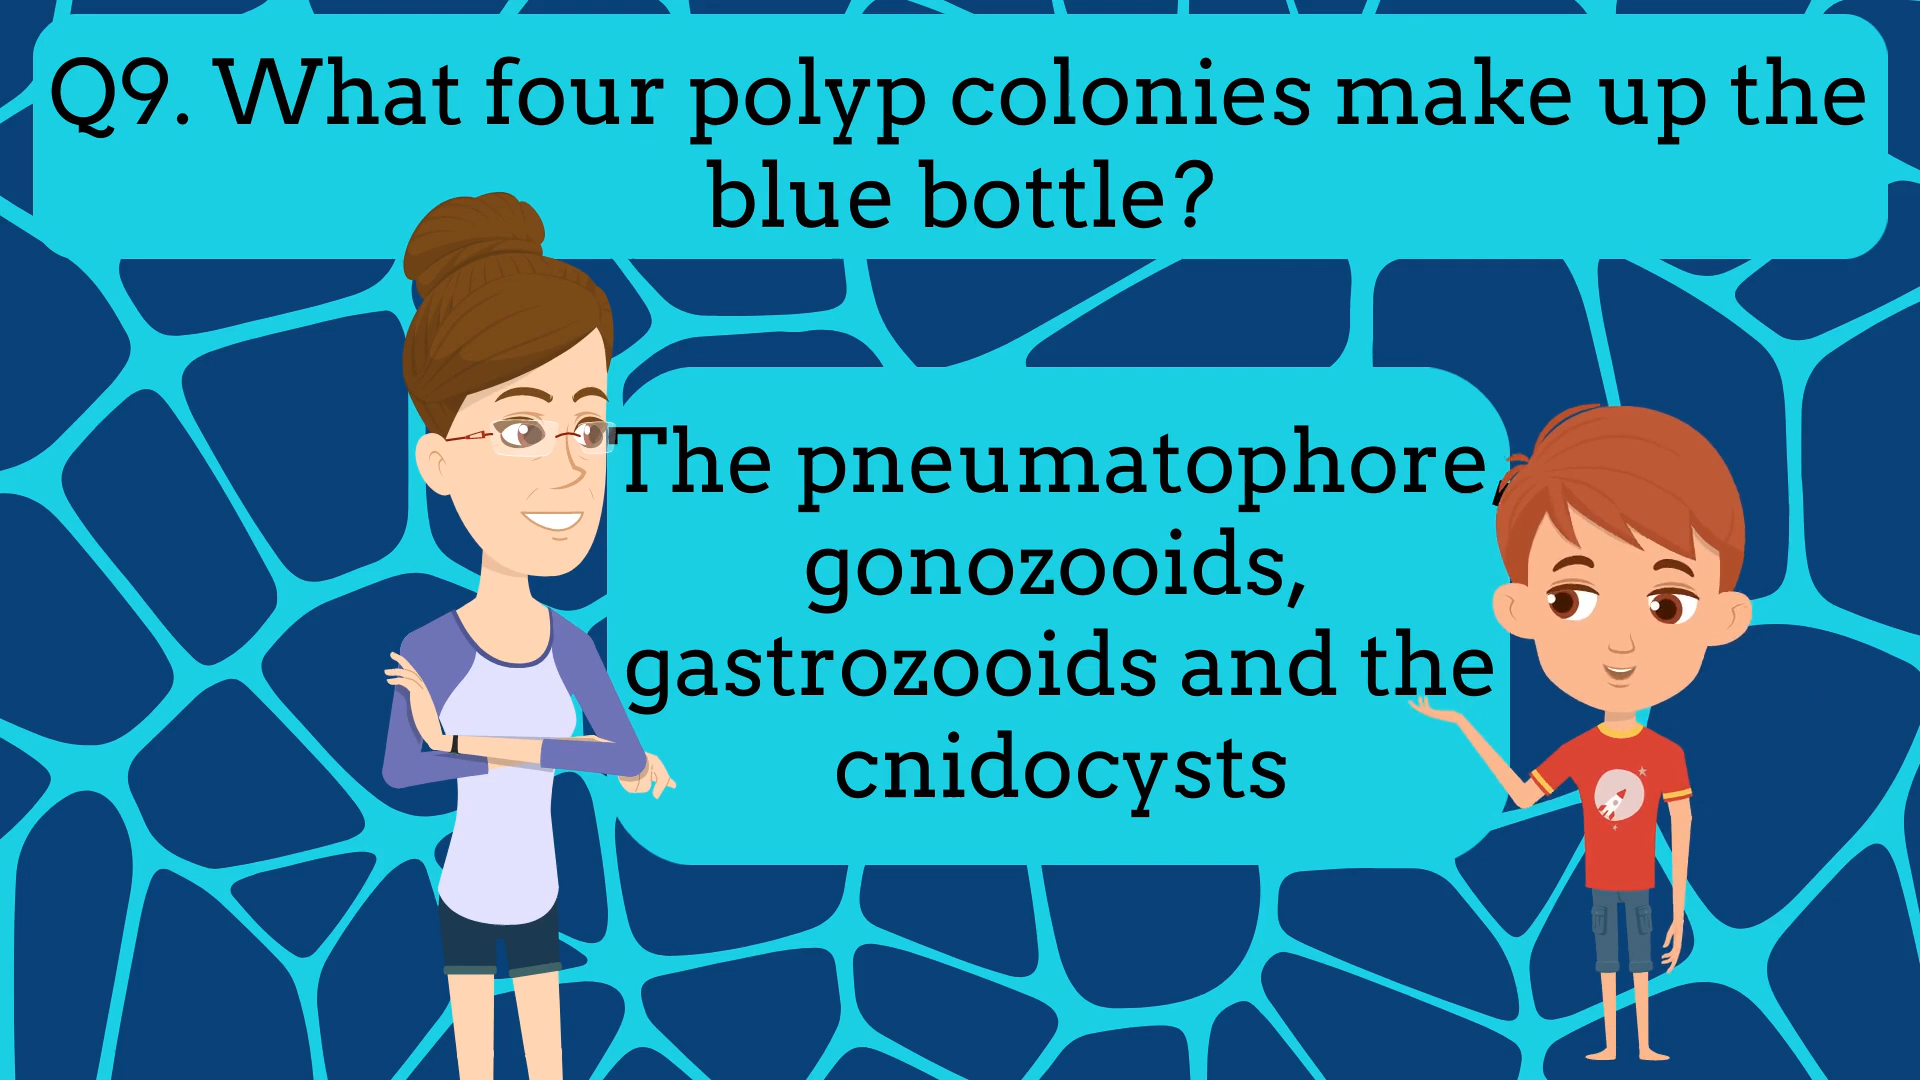 Q9. What four polyp colonies make up the
blue bottle?
The pneumatophore,
gonozooids,
gastrozooids and the
cnidocysts